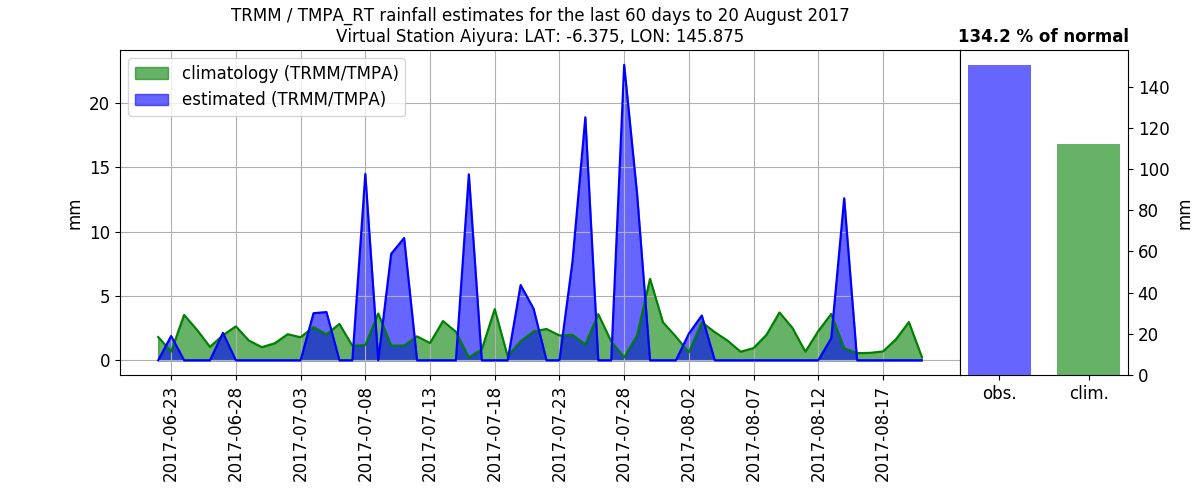 TRMM / TMPA_RT rainfall estimates for the last 60 days to 20 August 2017
Virtual Station Aiyura: LAT: -6.375, LON: 145.875
134.2 % of normal
climatology (TRMM/TMPA)
estimated (TRMM/TMPA)
mm
20
15
10
5
0
2017-06-23
2017-06-28
2017-07-03
2017-07-08
2017-07-13
2017-07-18
2017-07-23
2017-07-28
2017-08-02
2017-08-07
2017-08-12
2017-08-17
140
120
100
80
60
40
20
0
mm
obs.
clim.